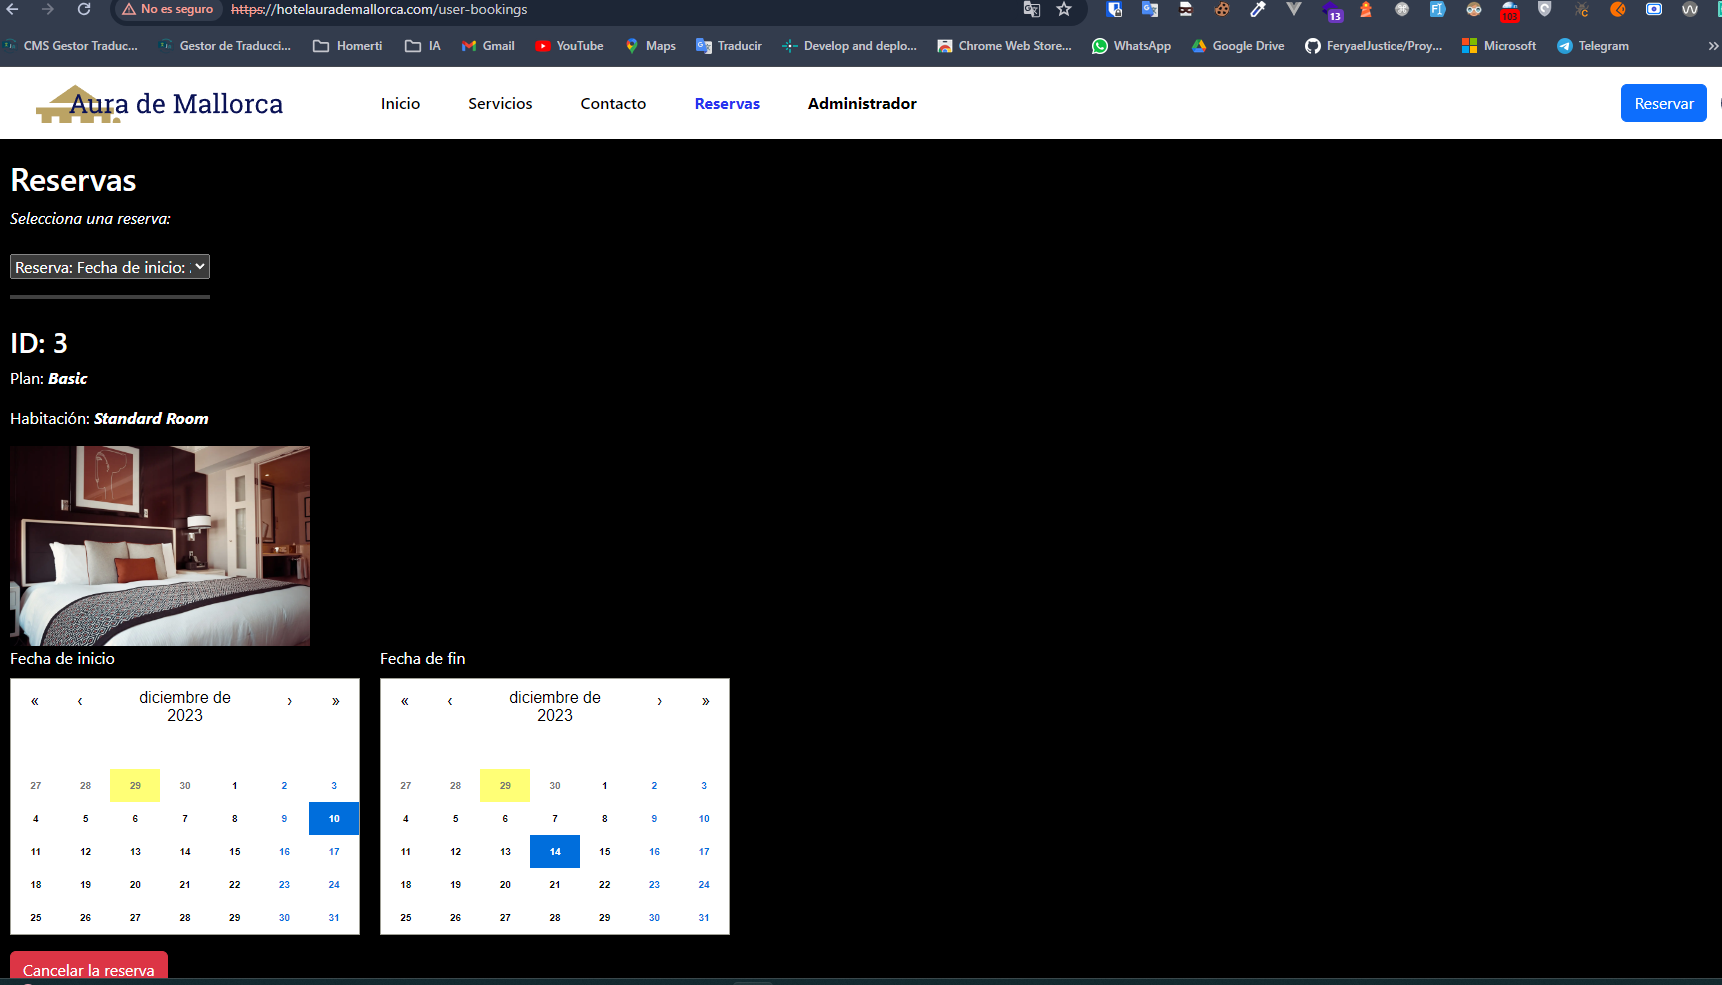 No es seguro https://hotelaurademallorca.com/user-bookings
13
103
CMS Gestor Traduc... Gestor de Traducci... Homerti IA Gmail YouTube Maps Traducir Develop and deplo... Chrome Web Store... WhatsApp Google Drive FeryaelJustice/Proy... Microsoft Telegram »
Aura de Mallorca Inicio Servicios Contacto Reservas Administrador Reservar
Reservas
Selecciona una reserva:
Reserva: Fecha de inicio:
ID: 3
Plan: Basic
Habitación: Standard Room
Fecha de inicio
« ‹ diciembre de 2023 › »
27 28 29 30 1 2 3
4 5 6 7 8 9 10
11 12 13 14 15 16 17
18 19 20 21 22 23 24
25 26 27 28 29 30 31
Fecha de fin
« ‹ diciembre de 2023 › »
27 28 29 30 1 2 3
4 5 6 7 8 9 10
11 12 13 14 15 16 17
18 19 20 21 22 23 24
25 26 27 28 29 30 31
Cancelar la reserva